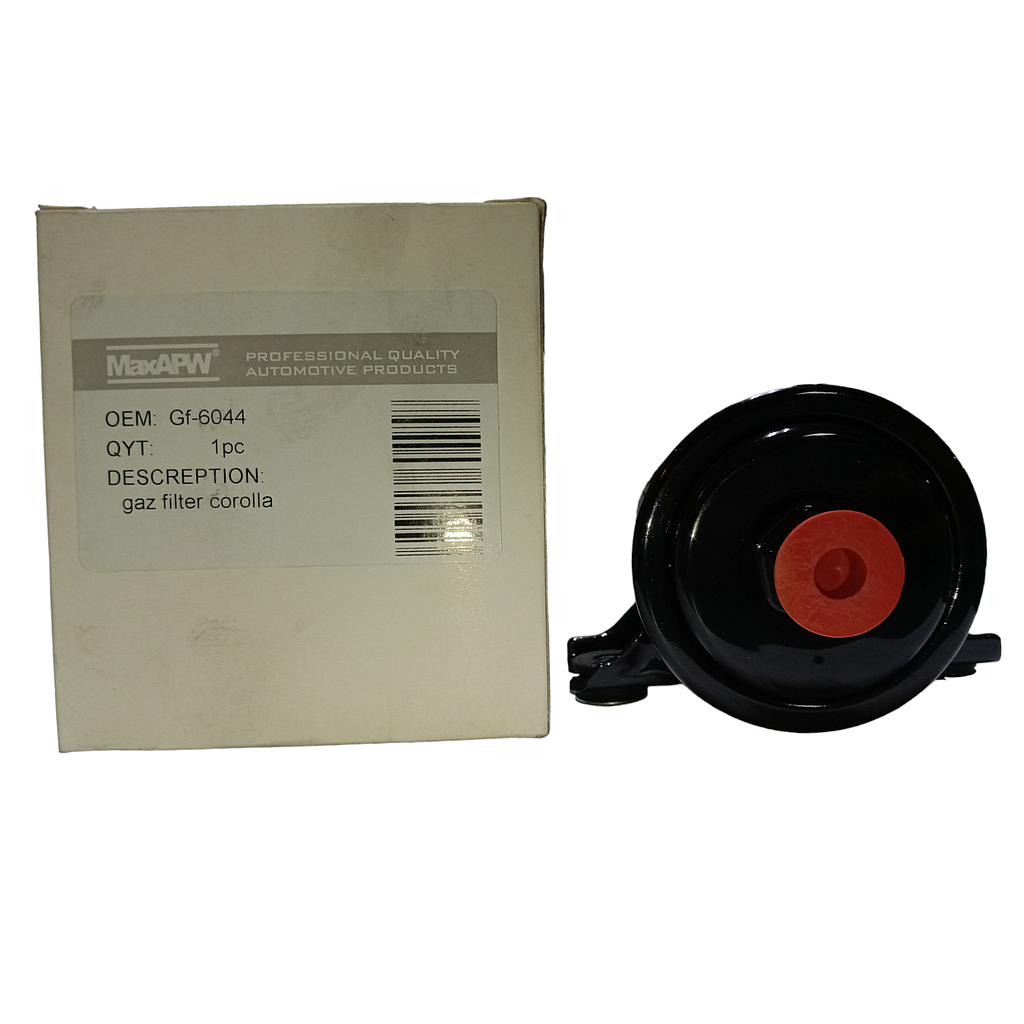 MaxAPW®
PROFESSIONAL QUALITY
AUTOMOTIVE PRODUCTS
OEM: Gf-6044
QYT: 1pc
DESCREPTION:
gaz filter corolla